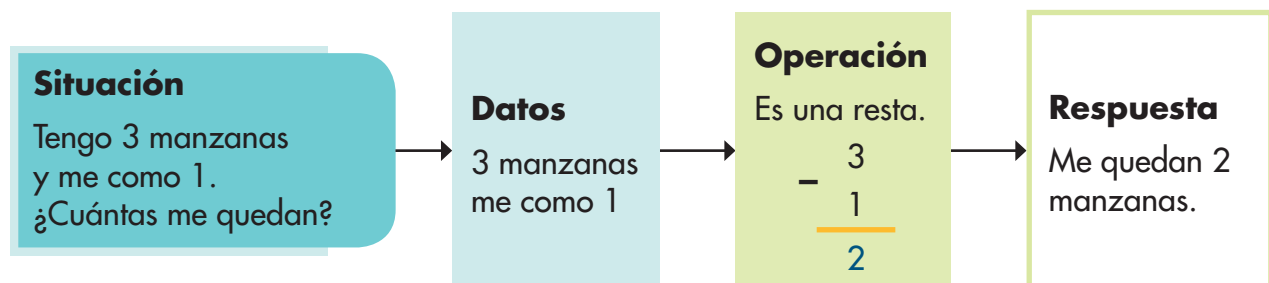 Situación
Tengo 3 manzanas
y me como 1.
¿Cuántas me quedan?
Datos
3 manzanas
me como 1
Operación
Es una resta.
3
–
1
2
Respuesta
Me quedan 2
manzanas.